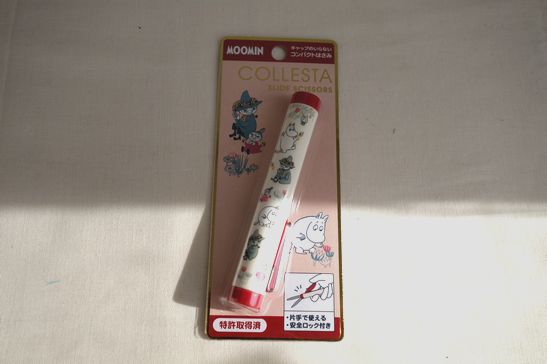 MOOMIN
キャップのいらない
コンパクトはさみ
COLLESTA
SLIDE SCISSORS
特許取得済
・片手で使える
・安全ロック付き